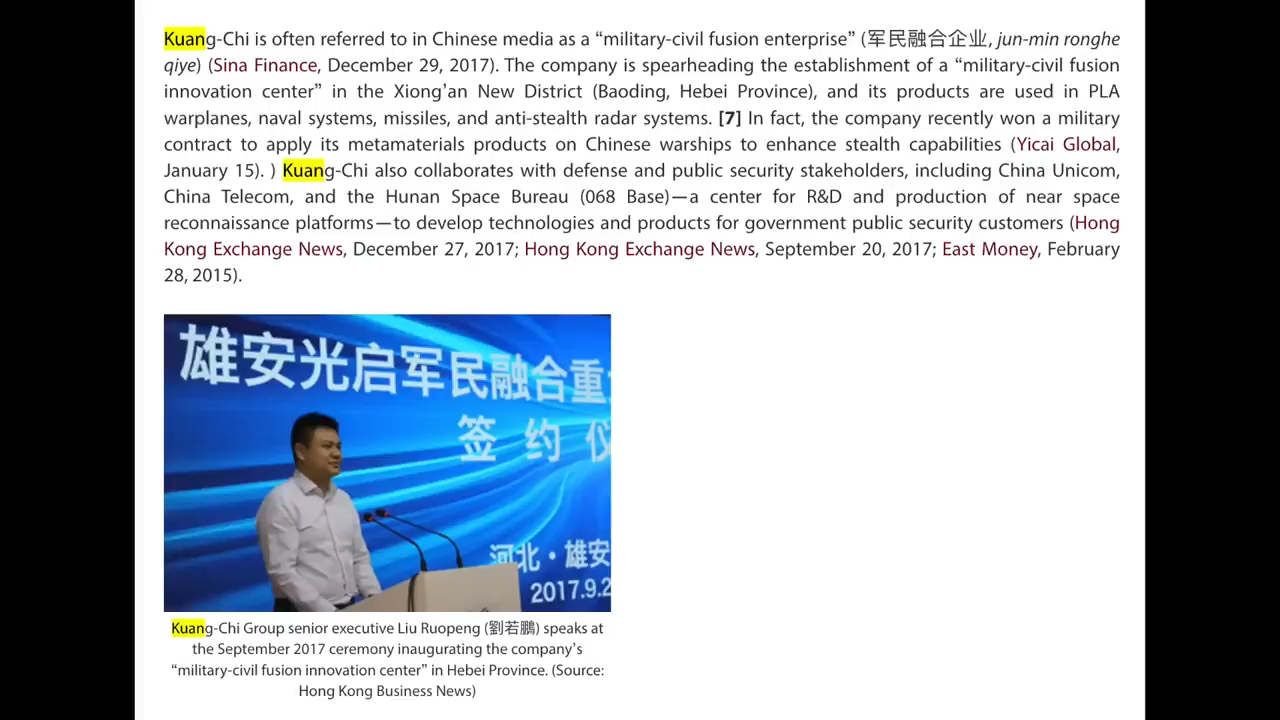 Kuang-Chi is often referred to in Chinese media as a “military-civil fusion enterprise” (军民融合企业, jun-min ronghe
qiye) (Sina Finance, December 29, 2017). The company is spearheading the establishment of a “military-civil fusion
innovation center” in the Xiong’an New District (Baoding, Hebei Province), and its products are used in PLA
warplanes, naval systems, missiles, and anti-stealth radar systems. [7] In fact, the company recently won a military
contract to apply its metamaterials products on Chinese warships to enhance stealth capabilities (Yicai Global,
January 15). ) Kuang-Chi also collaborates with defense and public security stakeholders, including China Unicom,
China Telecom, and the Hunan Space Bureau (068 Base)—a center for R&D and production of near space
reconnaissance platforms—to develop technologies and products for government public security customers (Hong
Kong Exchange News, December 27, 2017; Hong Kong Exchange News, September 20, 2017; East Money, February
28, 2015).
雄安光启军民融合重
签约仪
河北·雄安
2017.9.2
Kuang-Chi Group senior executive Liu Ruopeng (劉若鵬) speaks at
the September 2017 ceremony inaugurating the company’s
“military-civil fusion innovation center” in Hebei Province. (Source:
Hong Kong Business News)